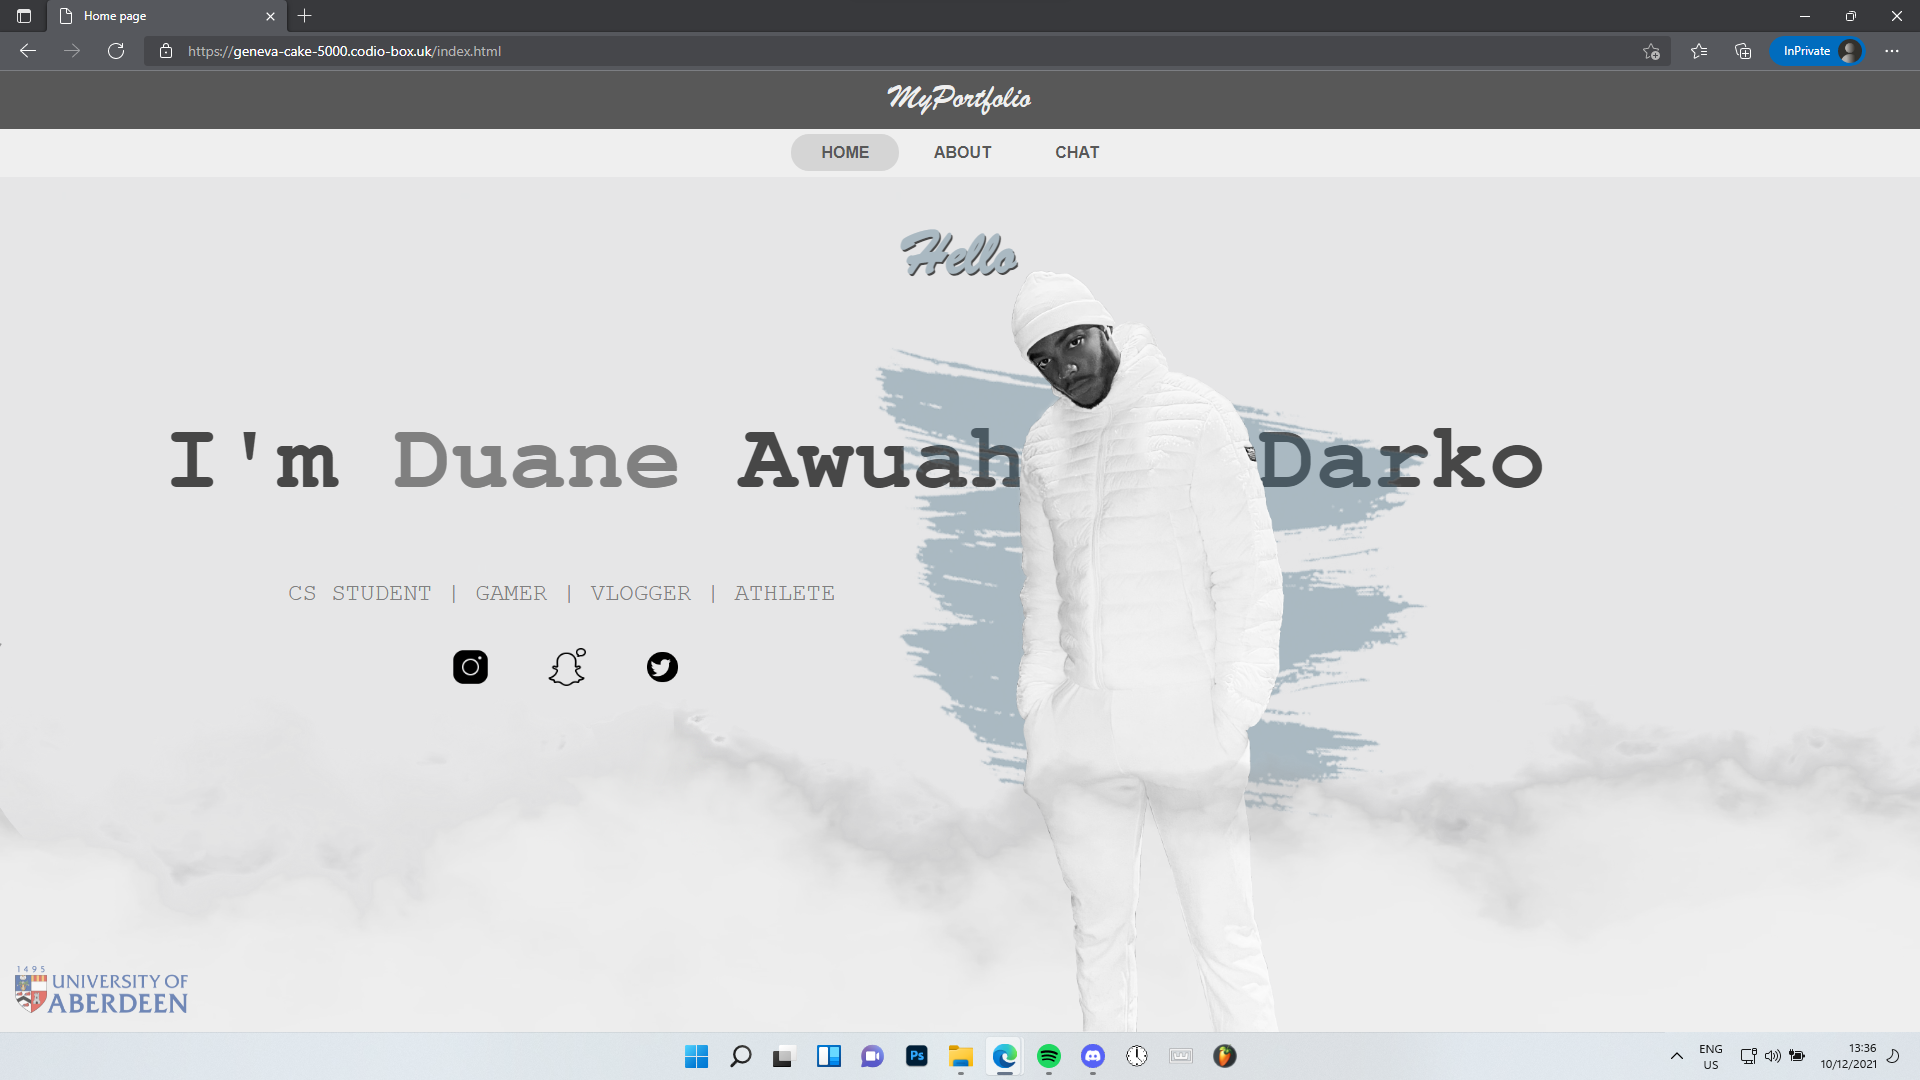 Home page
https://geneva-cake-5000.codio-box.uk/index.html
InPrivate
MyPortfolio
HOME
ABOUT
CHAT
Hello
I'm Duane Awuah Darko
CS STUDENT | GAMER | VLOGGER | ATHLETE
1495
UNIVERSITY OF
ABERDEEN
Ps
ENG
US
13:36
10/12/2021